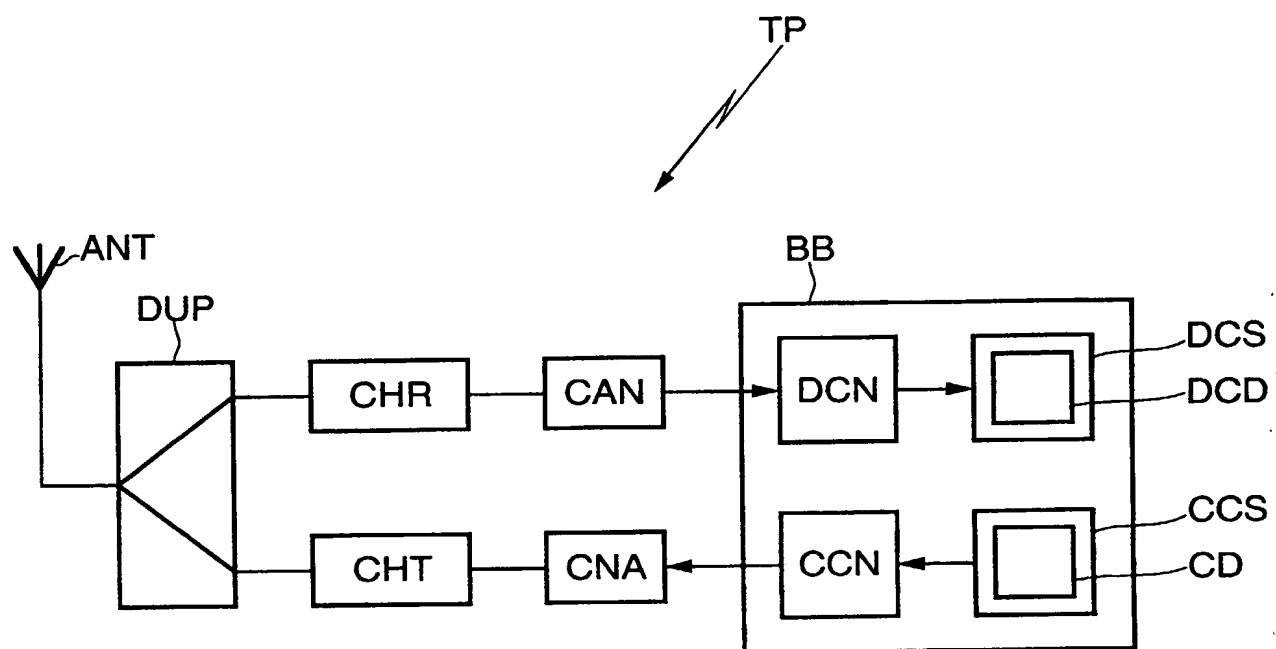 TP
ANT
DUP
BB
CHR
CAN
DCN
DCS
DCD
CHT
CNA
CCN
CCS
CD